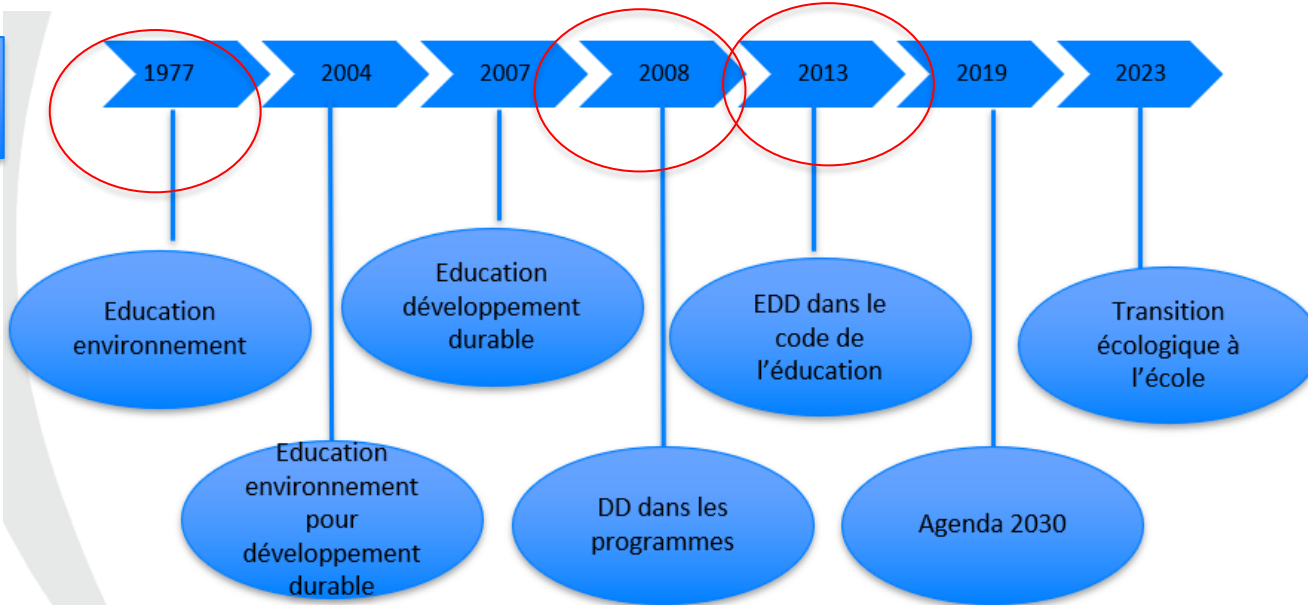 1977
2004
2007
2008
2013
2019
2023
Education
environnement
Education
environnement
pour
développement
durable
Education
développement
durable
DD dans les
programmes
EDD dans le
code de
l'éducation
Agenda 2030
Transition
écologique à
l'école